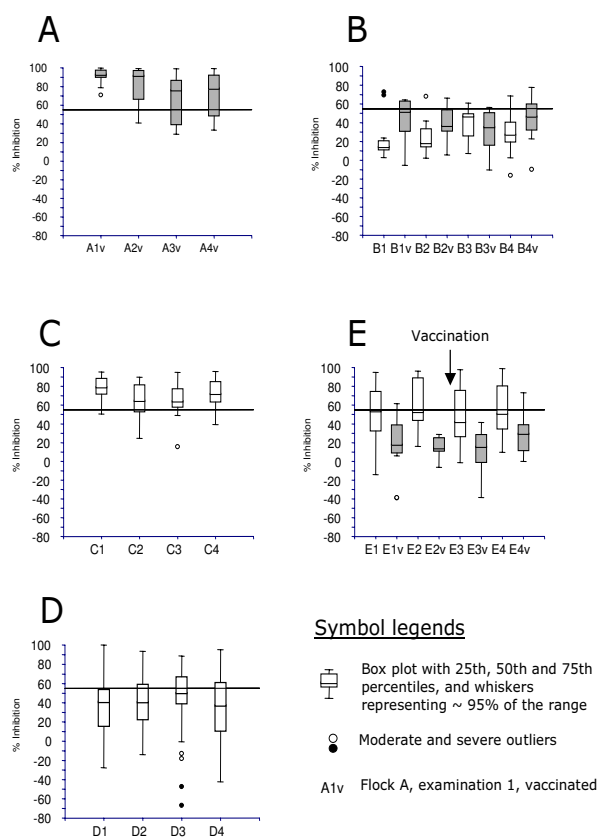 A
100
80
60
40
20
0
-20
-40
-60
-80
% Inhibition
A1v A2v A3v A4v
B
100
80
60
40
20
0
-20
-40
-60
-80
% Inhibition
B1 B1v B2 B2v B3 B3v B4 B4v
C
100
80
60
40
20
0
-20
-40
-60
-80
% Inhibition
C1 C2 C3 C4
E
Vaccination
100
80
60
40
20
0
-20
-40
-60
-80
% Inhibition
E1 E1v E2 E2v E3 E3v E4 E4v
D
100
80
60
40
20
0
-20
-40
-60
-80
% Inhibition
D1 D2 D3 D4
Symbol legends
Box plot with 25th, 50th and 75th
percentiles, and whiskers
representing ~ 95% of the range
Moderate and severe outliers
A1v Flock A, examination 1, vaccinated